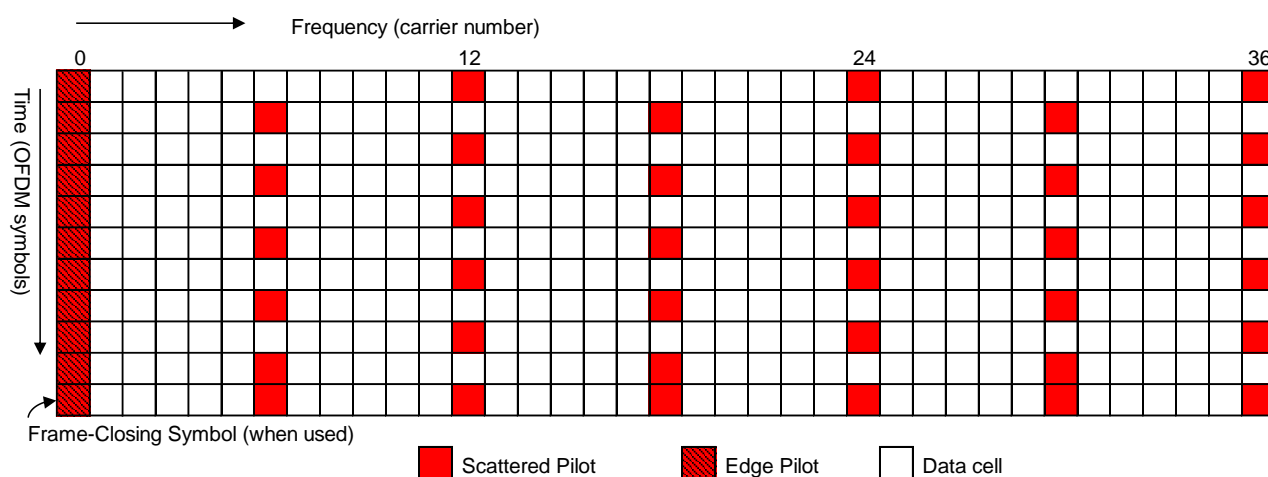 Frequency (carrier number)
0 12 24 36
Time (OFDM symbols)
Frame-Closing Symbol (when used)
Scattered Pilot Edge Pilot Data cell